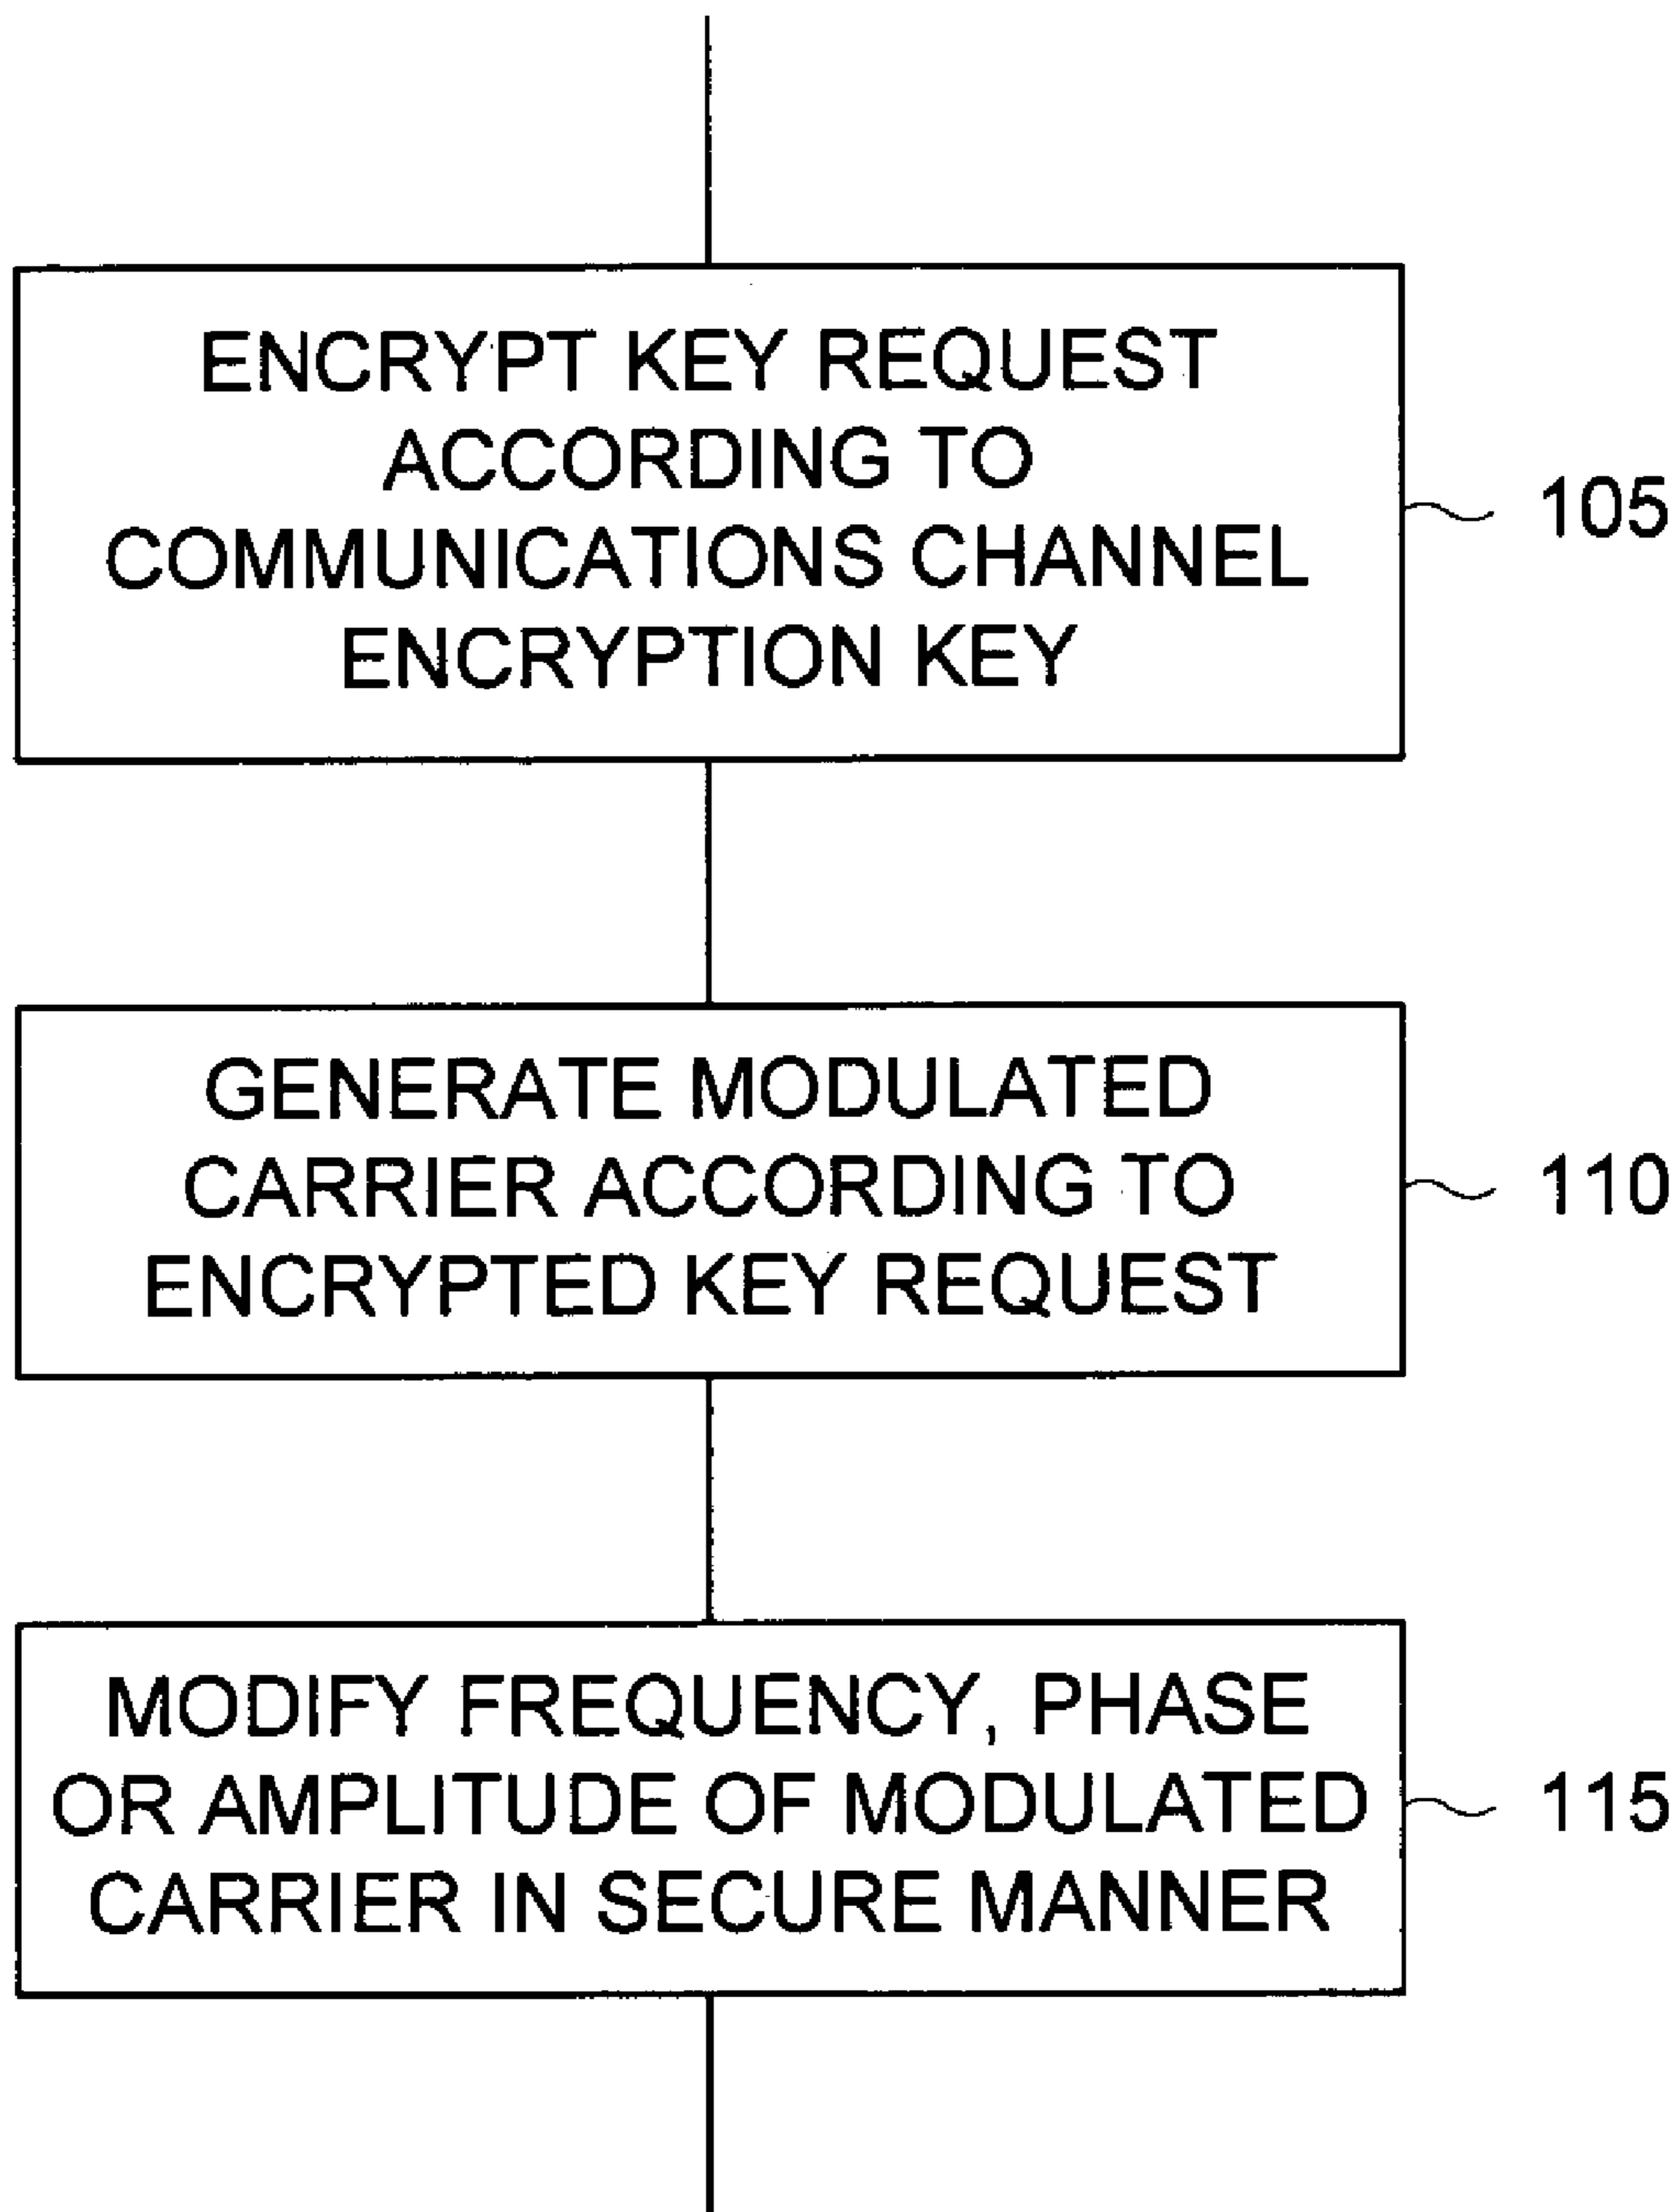 ENCRYPT KEY REQUEST
ACCORDING TO
COMMUNICATIONS CHANNEL
ENCRYPTION KEY
105
GENERATE MODULATED
CARRIER ACCORDING TO
ENCRYPTED KEY REQUEST
110
MODIFY FREQUENCY, PHASE
OR AMPLITUDE OF MODULATED
CARRIER IN SECURE MANNER
115